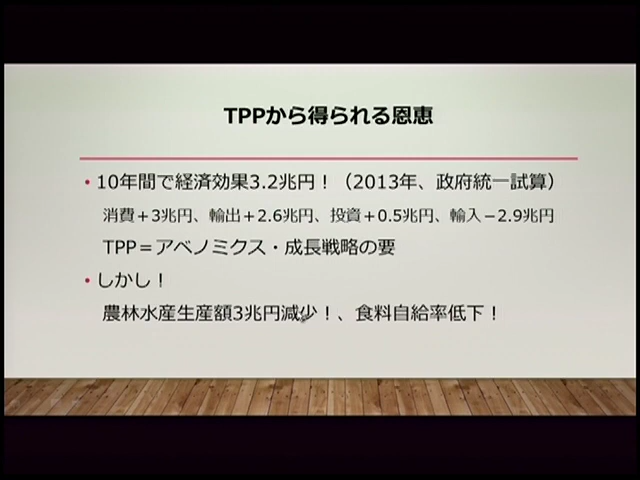 TPPから得られる恩恵
・10年間で経済効果3.2兆円！（2013年、政府統一試算）
消費＋3兆円、輸出＋2.6兆円、投資＋0.5兆円、輸入－2.9兆円
TPP＝アベノミクス・成長戦略の要
・しかし！
農林水産生産額3兆円減少！、食料自給率低下！